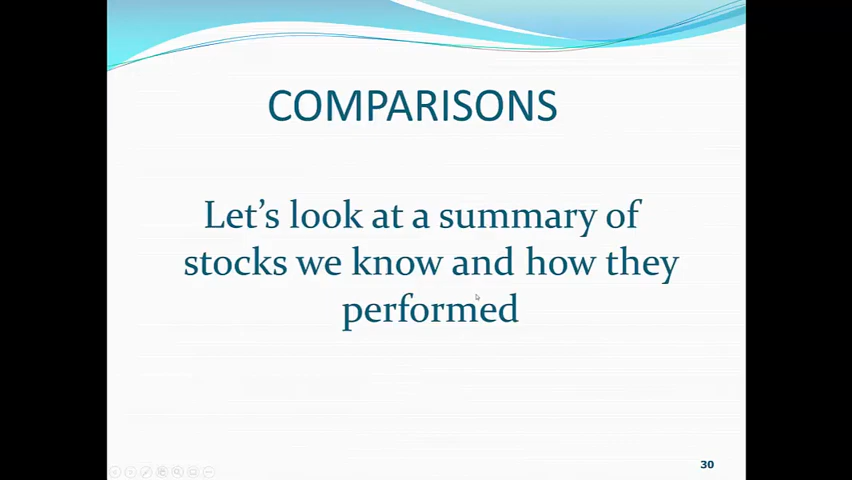 COMPARISONS
Let’s look at a summary of
stocks we know and how they
performed
30